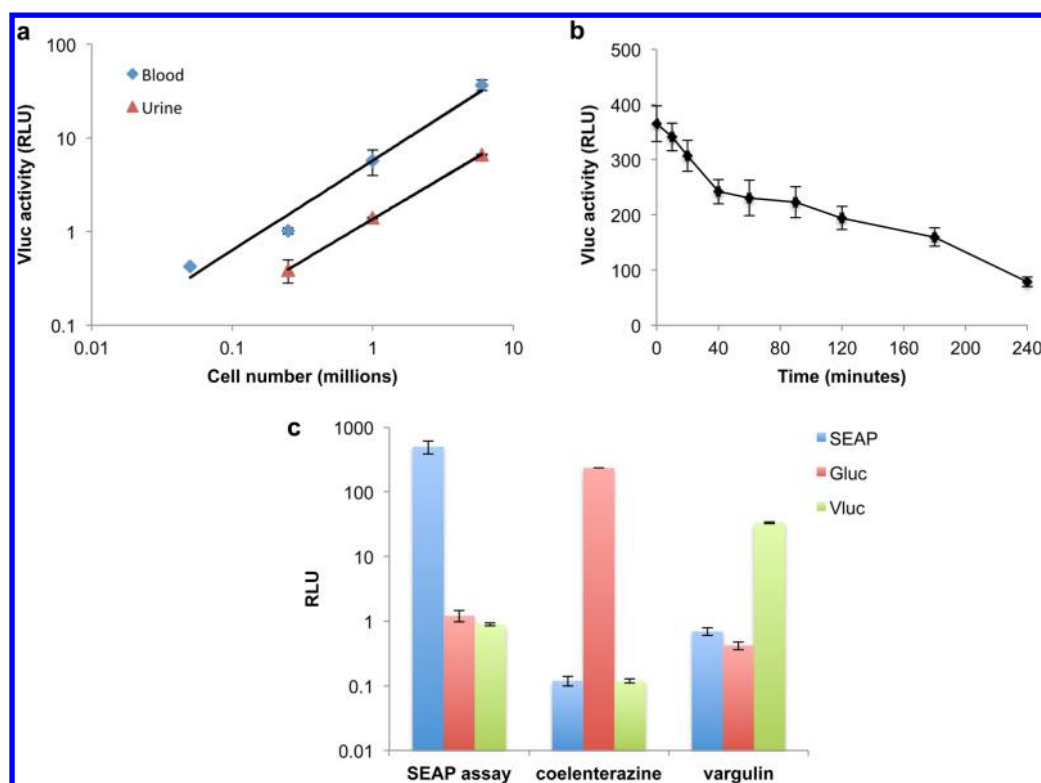 a
100
10
1
0.1
Vluc activity (RLU)
Blood
Urine
0.01 0.1 1 10
Cell number (millions)
b
500
400
300
200
100
0
Vluc activity (RLU)
0 40 80 120 160 200 240
Time (minutes)
c
1000
100
10
1
0.1
0.01
RLU
SEAP
Gluc
Vluc
SEAP assay coelenterazine vargulin